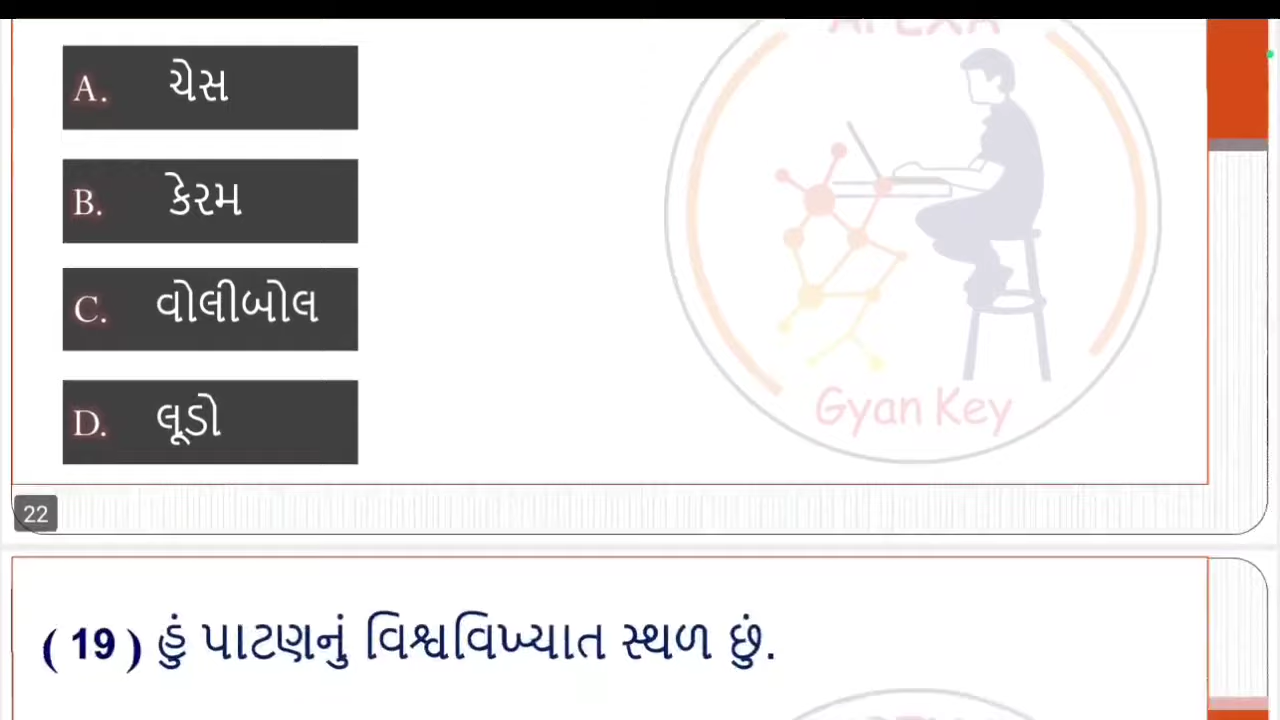 A. ચેસ
B. કેરમ
C. વોલીબોલ
D. લૂડો
Gyan Key
22
( 19 ) હું પાટણનું વિશ્વવિખ્યાત સ્થળ છું.